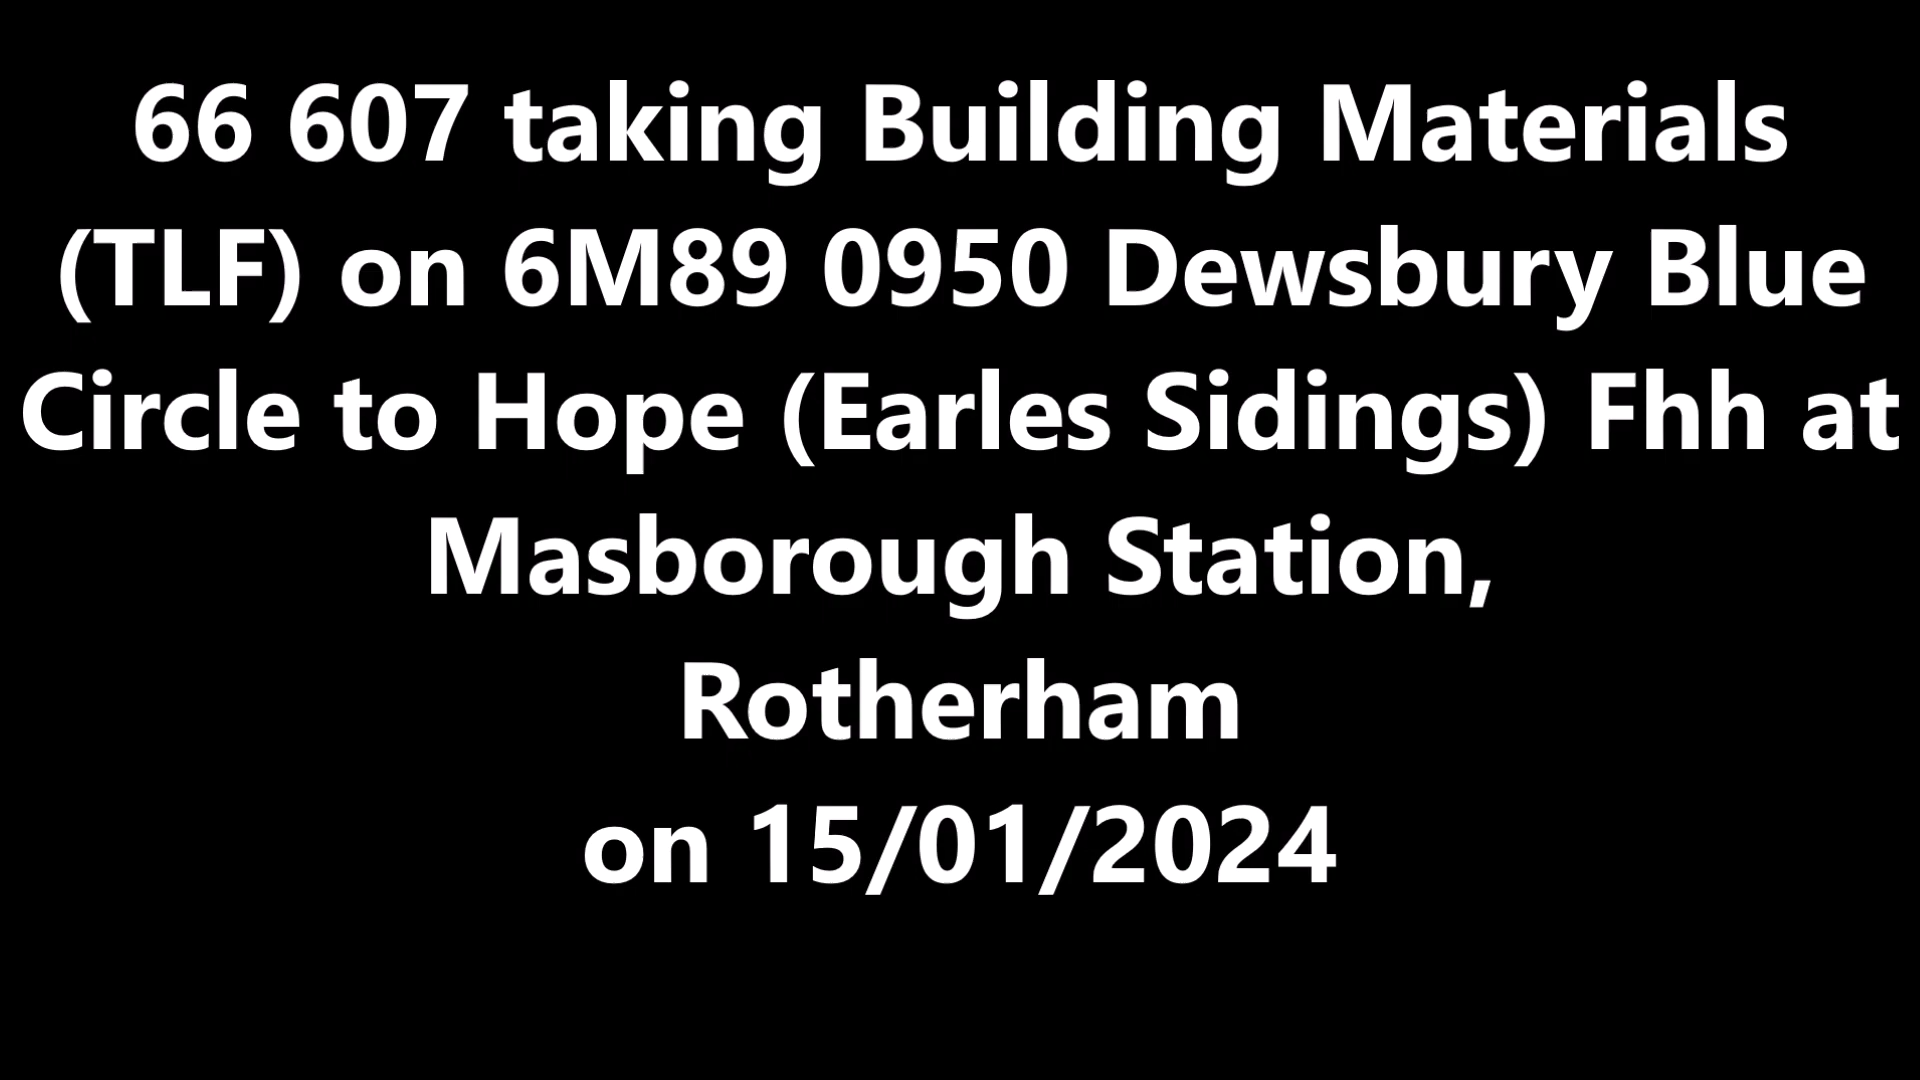 66 607 taking Building Materials
(TLF) on 6M89 0950 Dewsbury Blue
Circle to Hope (Earles Sidings) Fhh at
Masborough Station,
Rotherham
on 15/01/2024